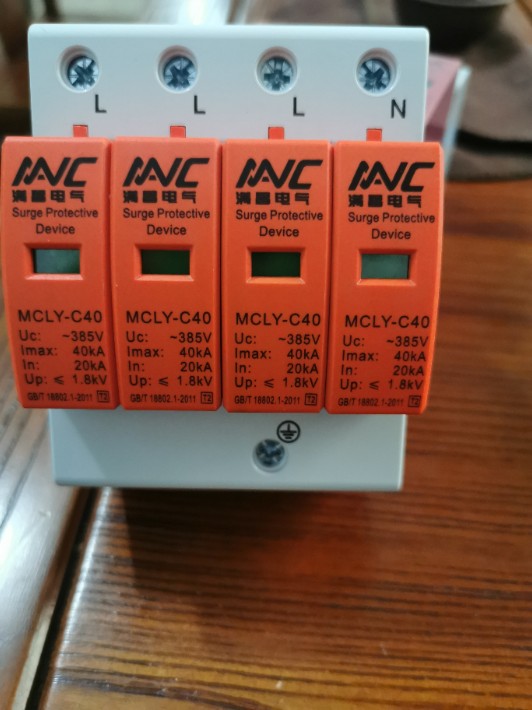 L L L N
MNC
满昌电气
Surge Protective
Device
MCLY-C40
Uc: ~385V
Imax: 40kA
In: 20kA
Up: ≤ 1.8kV
GB/T 18802.1-2011 T2
MNC
满昌电气
Surge Protective
Device
MCLY-C40
Uc: ~385V
Imax: 40kA
In: 20kA
Up: ≤ 1.8kV
GB/T 18802.1-2011 T2
MNC
满昌电气
Surge Protective
Device
MCLY-C40
Uc: ~385V
Imax: 40kA
In: 20kA
Up: ≤ 1.8kV
GB/T 18802.1-2011 T2
MNC
满昌电气
Surge Protective
Device
MCLY-C40
Uc: ~385V
Imax: 40kA
In: 20kA
Up: ≤ 1.8kV
GB/T 18802.1-2011 T2